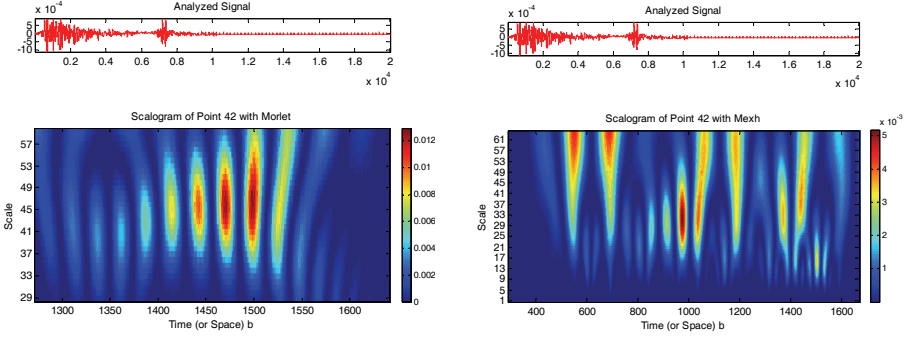 x 10⁻⁴
Analyzed Signal
5
0
-5
-10
0.2 0.4 0.6 0.8 1 1.2 1.4 1.6 1.8 2
x 10⁴
Scalogram of Point 42 with Morlet
Scale
57
53
49
45
41
37
33
29
1300 1350 1400 1450 1500 1550 1600
Time (or Space) b
0.012
0.01
0.008
0.006
0.004
0.002
0
x 10⁻⁴
Analyzed Signal
5
0
-5
-10
0.2 0.4 0.6 0.8 1 1.2 1.4 1.6 1.8 2
x 10⁴
Scalogram of Point 42 with Mexh
Scale
61
57
53
49
45
41
37
33
29
25
21
17
13
9
5
1
400 600 800 1000 1200 1400 1600
Time (or Space) b
x 10⁻³
5
4
3
2
1